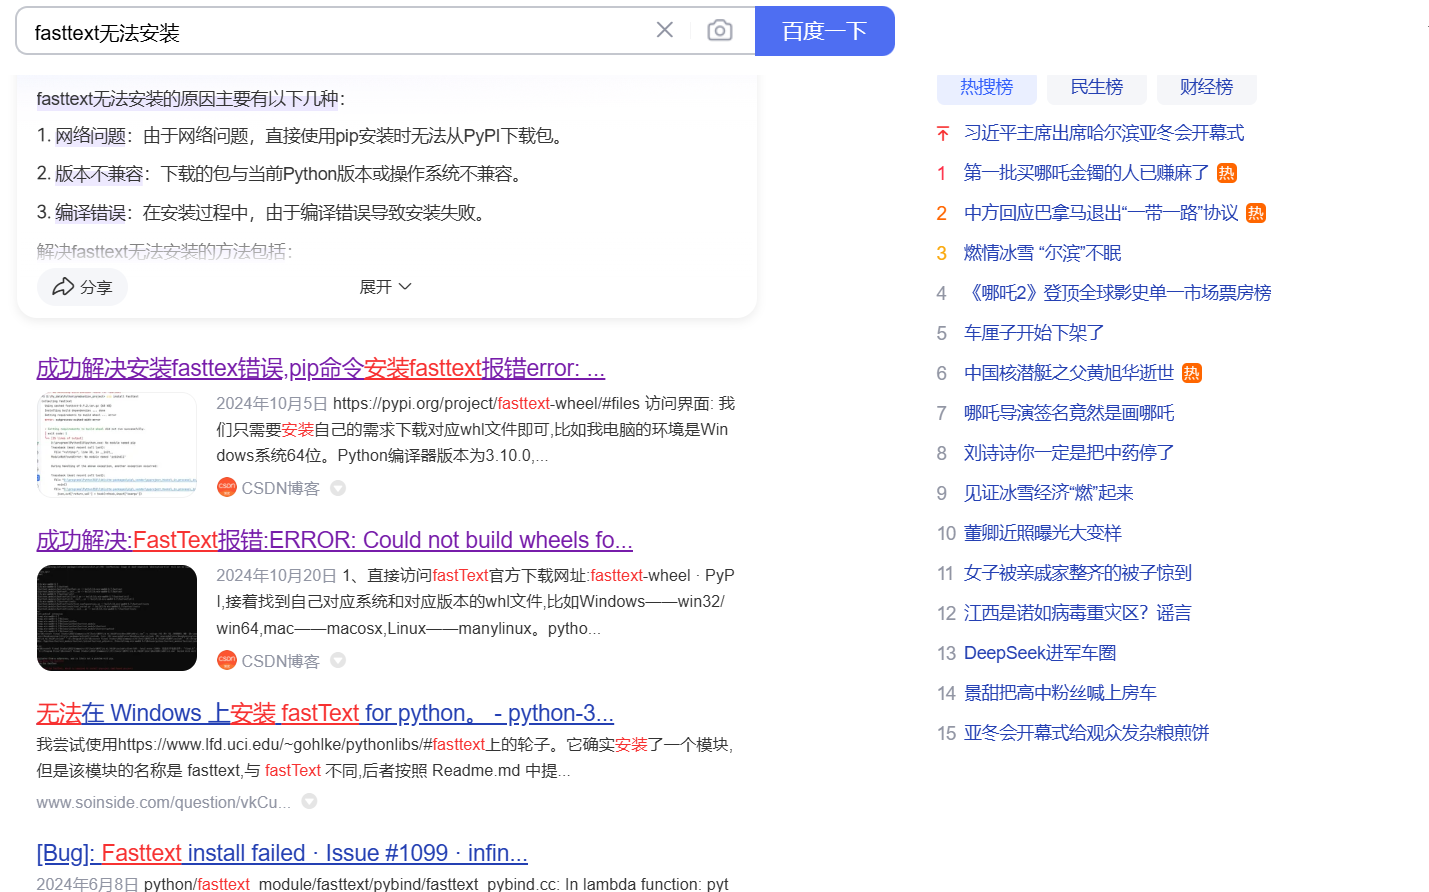 fasttext无法安装
百度一下
fasttext无法安装的原因主要有以下几种：
1. 网络问题：由于网络问题，直接使用pip安装时无法从PyPI下载包。
2. 版本不兼容：下载的包与当前Python版本或操作系统不兼容。
3. 编译错误：在安装过程中，由于编译错误导致安装失败。
解决fasttext无法安装的方法包括：
分享
展开
成功解决安装fasttex错误,pip命令安装fasttext报错error: ...
2024年10月5日 https://pypi.org/project/fasttext-wheel/#files 访问界面: 我
们只需要安装自己的需求下载对应whl文件即可,比如我电脑的环境是Win
dows系统64位。Python编译器版本为3.10.0,...
CSDN博客
成功解决:FastText报错:ERROR: Could not build wheels fo...
2024年10月20日 1、直接访问fastText官方下载网址:fasttext-wheel · PyP
I,接着找到自己对应系统和对应版本的whl文件,比如Windows——win32/
win64,mac——macosx,Linux——manylinux。pytho...
CSDN博客
无法在 Windows 上安装 fastText for python。 - python-3...
我尝试使用https://www.lfd.uci.edu/~gohlke/pythonlibs/#fasttext上的轮子。它确实安装了一个模块,
但是该模块的名称是 fasttext,与 fastText 不同,后者按照 Readme.md 中提...
www.soinside.com/question/vkCu...
[Bug]: Fasttext install failed · Issue #1099 · infin...
2024年6月8日 python/fasttext_module/fasttext/pybind/fasttext_pybind.cc: In lambda function: pyt
热搜榜
民生榜
财经榜
习近平主席出席哈尔滨亚冬会开幕式
1 第一批买哪吒金镯的人已赚麻了 热
2 中方回应巴拿马退出“一带一路”协议 热
3 燃情冰雪 “尔滨”不眠
4 《哪吒2》登顶全球影史单一市场票房榜
5 车厘子开始下架了
6 中国核潜艇之父黄旭华逝世 热
7 哪吒导演签名竟然是画哪吒
8 刘诗诗你一定是把中药停了
9 见证冰雪经济“燃”起来
10 董卿近照曝光大变样
11 女子被亲戚家整齐的被子惊到
12 江西是诺如病毒重灾区？谣言
13 DeepSeek进军车圈
14 景甜把高中粉丝喊上房车
15 亚冬会开幕式给观众发杂粮煎饼